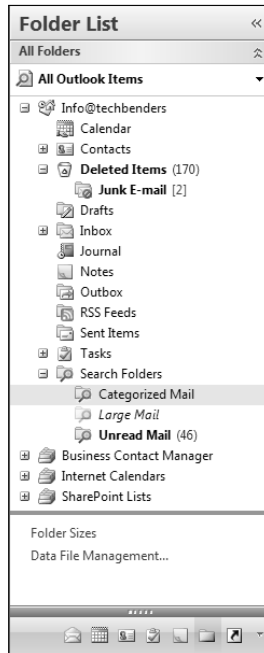 Folder List
All Folders
All Outlook Items
Info@techbenders
Calendar
Contacts
Deleted Items (170)
Junk E-mail [2]
Drafts
Inbox
Journal
Notes
Outbox
RSS Feeds
Sent Items
Tasks
Search Folders
Categorized Mail
Large Mail
Unread Mail (46)
Business Contact Manager
Internet Calendars
SharePoint Lists
Folder Sizes
Data File Management...